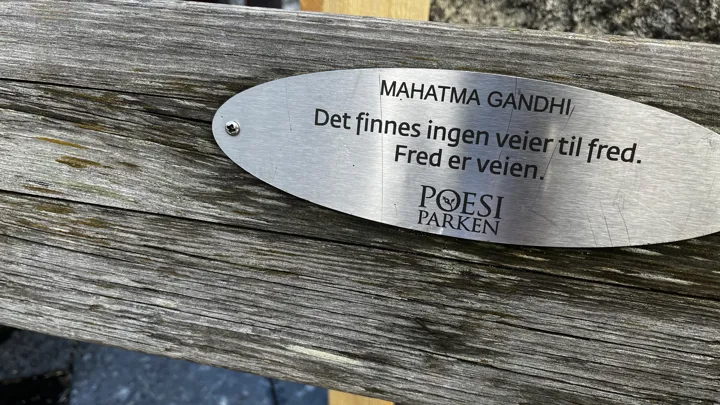 MAHATMA GANDHI
Det finnes ingen veier til fred.
Fred er veien.
POESI
PARKEN